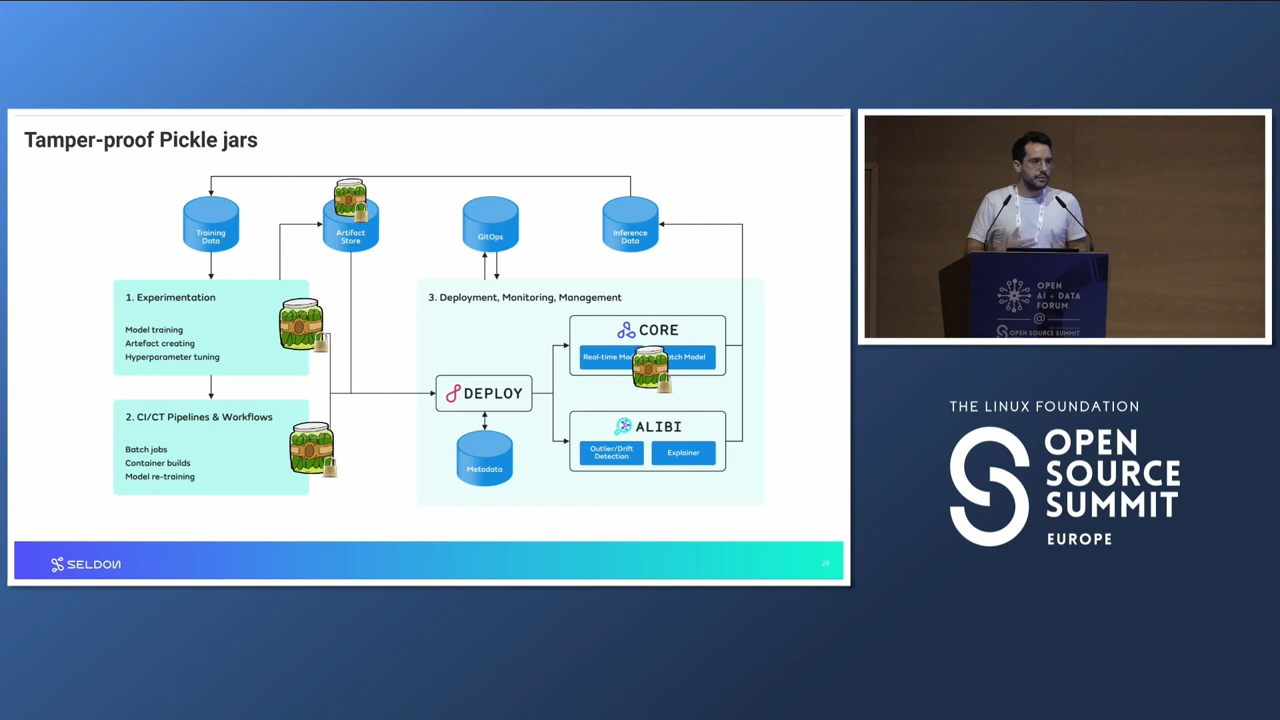 Tamper-proof Pickle jars
Training
Data
Artifact
Store
GitOps
Inference
Data
1. Experimentation
Model training
Artefact creating
Hyperparameter tuning
2. CI/CT Pipelines & Workflows
Batch jobs
Container builds
Model re-training
3. Deployment, Monitoring, Management
DEPLOY
Metadata
CORE
Real-time
Model
ALIBI
Outlier/Drift
Detection
Explainer
SELDON
26
OPEN
AI + DATA
FORUM
@
OPEN SOURCE SUMMIT
THE LINUX FOUNDATION
OPEN
SOURCE
SUMMIT
EUROPE